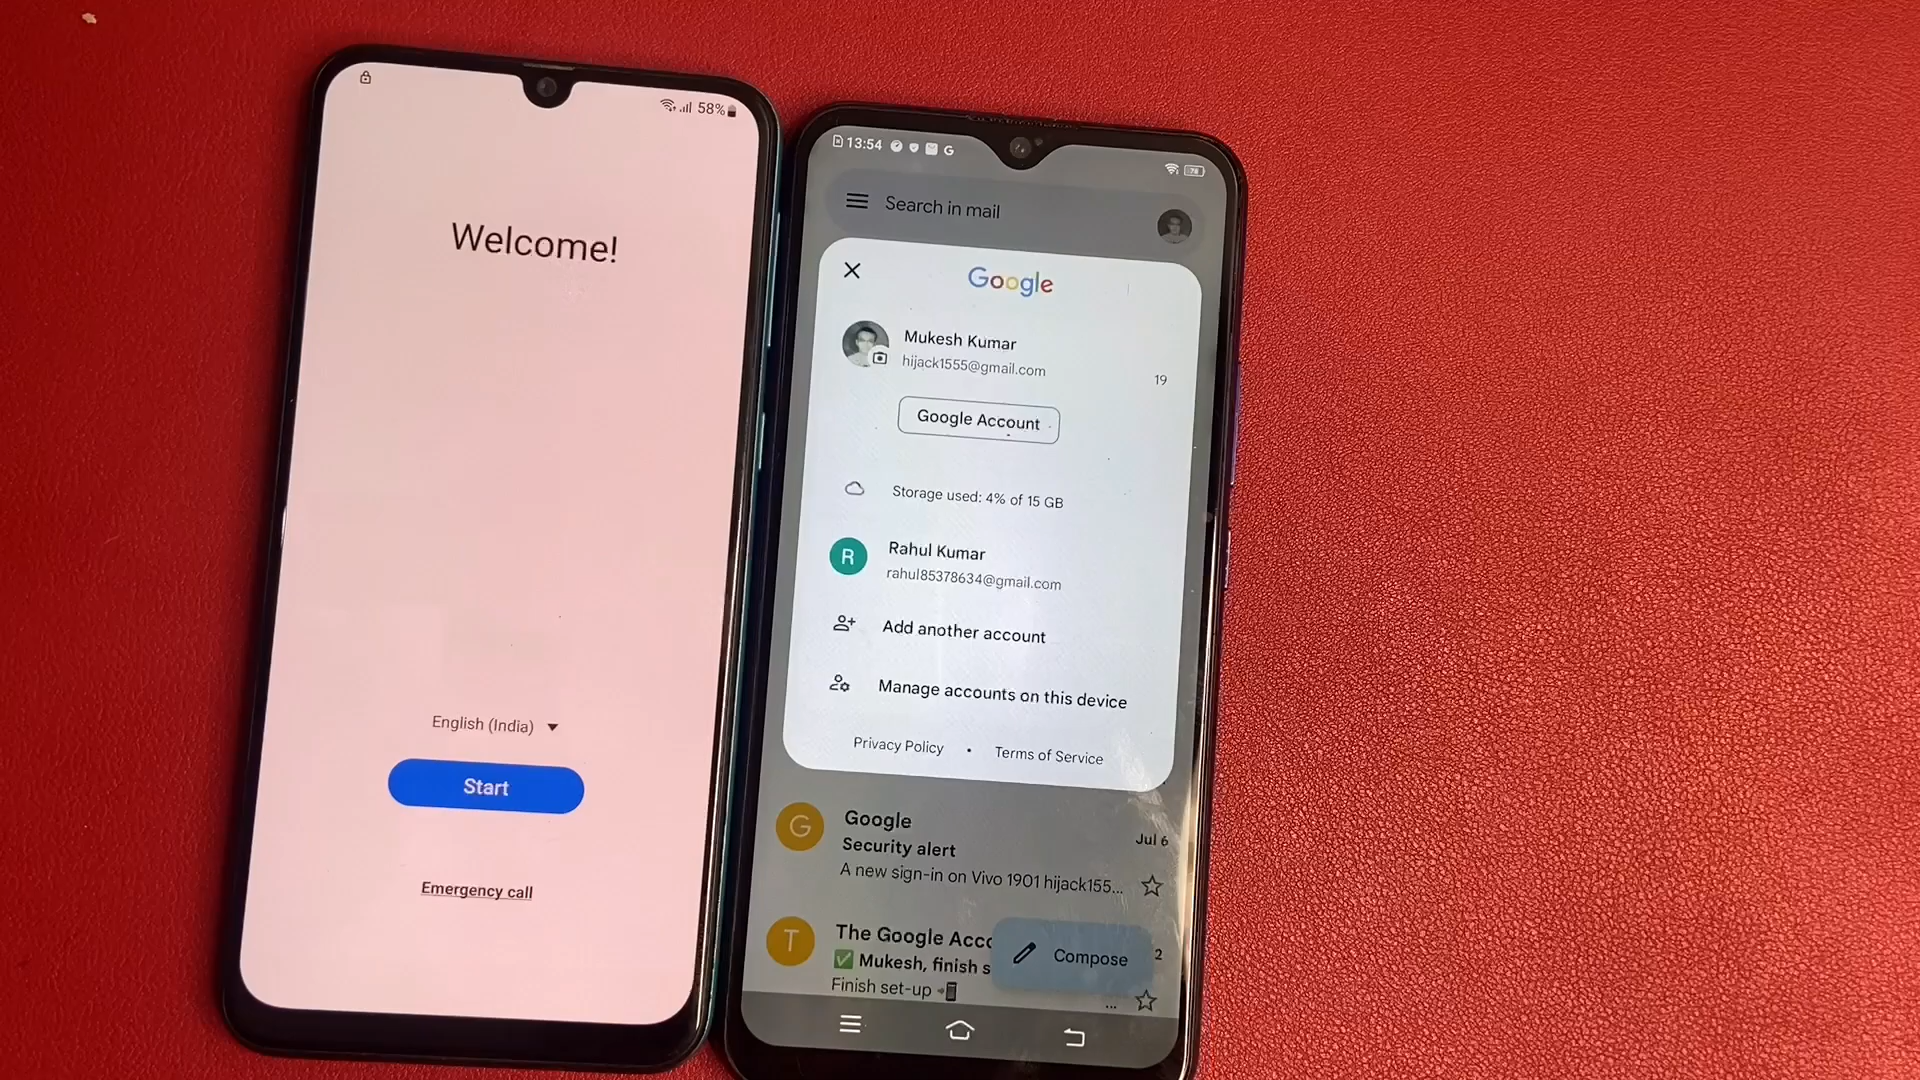 58%
Welcome!
English (India)
Start
Emergency call
13:54
G
78
Search in mail
Google
Mukesh Kumar
hijack1555@gmail.com
19
Google Account
Storage used: 4% of 15 GB
R
Rahul Kumar
rahul85378634@gmail.com
Add another account
Manage accounts on this device
Privacy Policy • Terms of Service
G
Google
Jul 6
Security alert
A new sign-in on Vivo 1901 hijack155...
T
The Google Acco
2
✅ Mukesh, finish s
Compose
Finish set-up 📲
...